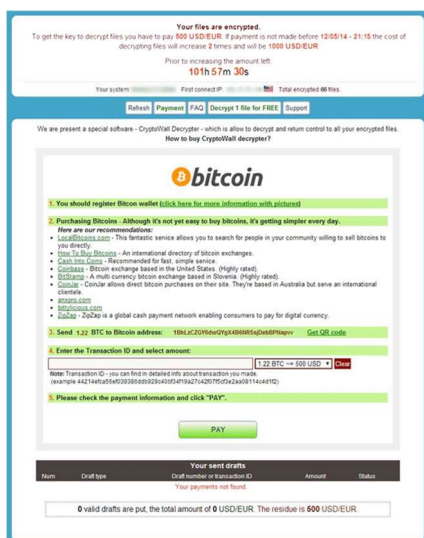 Your files are encrypted.
To get the key to decrypt files you have to pay 500 USD/EUR. If payment is not made before 12/05/14 - 21:15 the cost of
decrypting files will increase 2 times and will be 1000 USD/EUR
Prior to increasing the amount left
101h 57m 30s
Your system: First connect IP: Total encrypted 66 files.
Refresh Payment FAQ Decrypt 1 file for FREE Support
We are present a special software - CryptoWall Decrypter - which is allow to decrypt and return control to all your encrypted files.
How to buy CryptoWall decrypter?
bitcoin
1. You should register Bitcon wallet (click here for more information with pictures)
2. Purchasing Bitcoins - Although it's not yet easy to buy bitcoins, it's getting simpler every day.
Here are our recommendations:
LocalBitcoins.com - This fantastic service allows you to search for people in your community willing to sell bitcoins to
you directly.
How To Buy Bitcoins - An international directory of bitcoin exchanges.
Cash Into Coins - Recommended for fast, simple service.
Coinbase - Bitcoin exchange based in the United States. (Highly rated).
BitStamp - A multi currency bitcoin exchange based in Slovenia. (Highly rated).
CoinJar - CoinJar allows direct bitcoin purchases on their site. They're based in Australia but serve an international
clientele.
anxpro.com
bittylicious.com
ZipZap - ZipZap is a global cash payment network enabling consumers to pay for digital currency.
3. Send 1.22 BTC to Bitcoin address: Get QR code
4. Enter the Transaction ID and select amount:
1.22 BTC ~= 500 USD Clear
Note: Transaction ID - you can find in detailed info about transaction you made.
(example 44214efca56ef039386ddb929c40bf34f19a27c42f07f5cf3e2aa08114c4d1f2)
5. Please check the payment information and click "PAY".
PAY
Your sent drafts
Num Draft type Draft number or transaction ID Amount Status
Your payments not found.
0 valid drafts are put, the total amount of 0 USD/EUR. The residue is 500 USD/EUR.